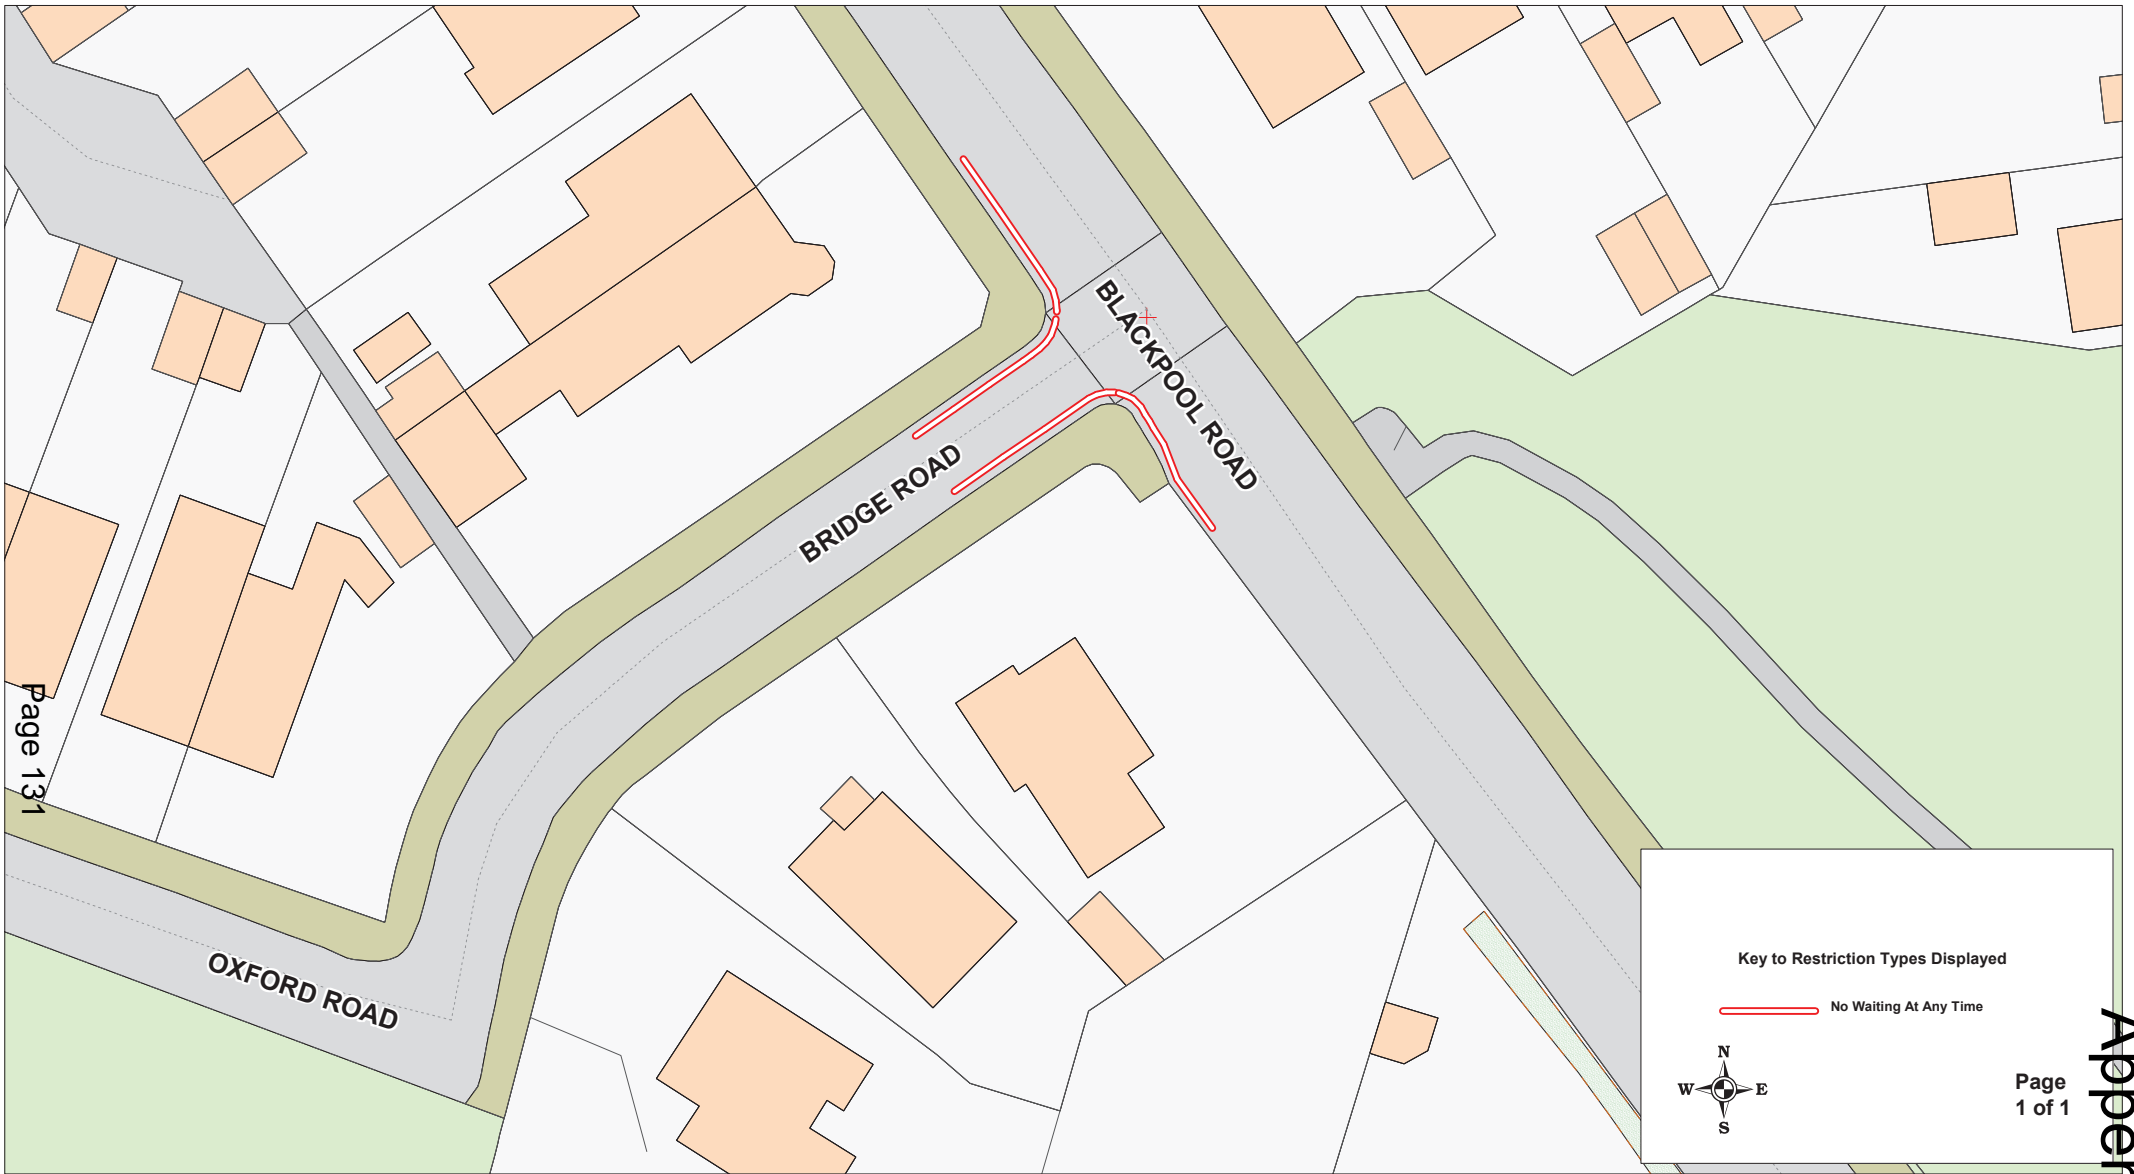 BLACKPOOL ROAD
BRIDGE ROAD
OXFORD ROAD
Page 131
Key to Restriction Types Displayed
No Waiting At Any Time
N
W E
S
Page
1 of 1
Apper